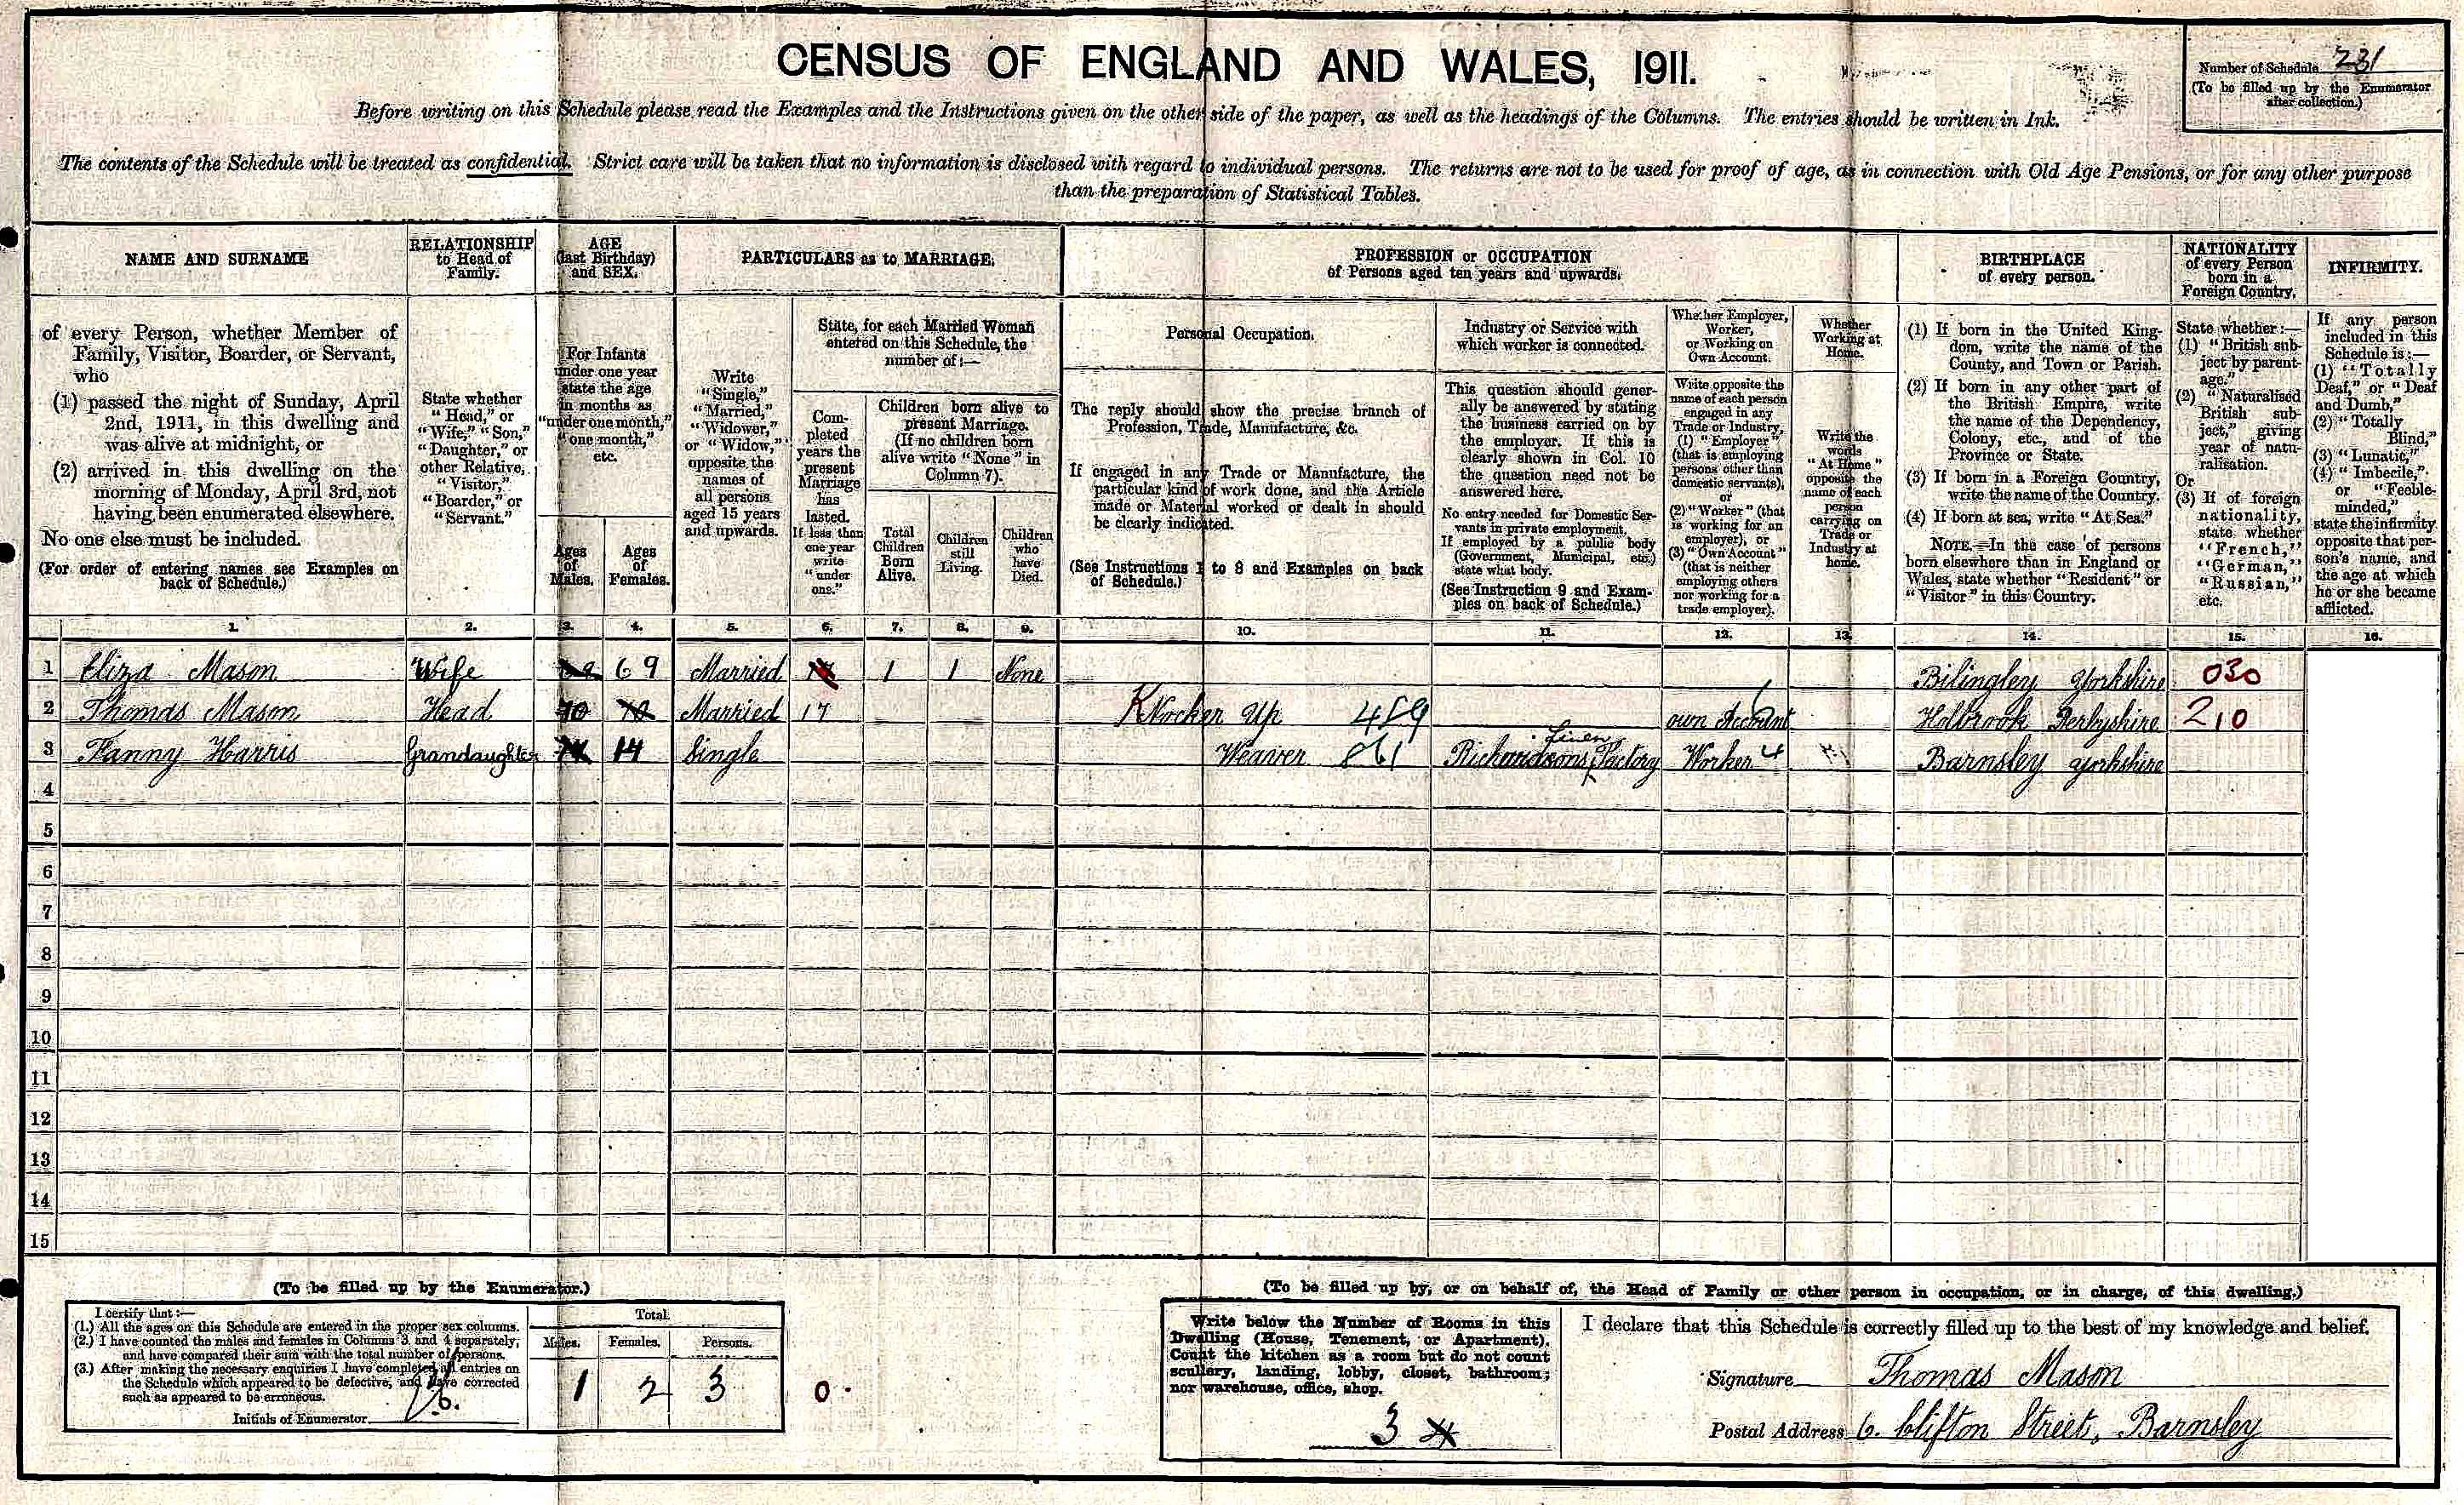 CENSUS OF ENGLAND AND WALES, 1911.
Number of Schedule 231
(To be filled up by the Enumerator
after collection.)
Before writing on this Schedule please read the Examples and the Instructions given on the other side of the paper, as well as the headings of the Columns. The entries should be written in Ink.
The contents of the Schedule will be treated as confidential. Strict care will be taken that no information is disclosed with regard to individual persons. The returns are not to be used for proof of age, as in connection with Old Age Pensions, or for any other purpose
than the preparation of Statistical Tables.
NAME AND SURNAME
of every Person, whether Member of
Family, Visitor, Boarder, or Servant,
who
(1) passed the night of Sunday, April
2nd, 1911, in this dwelling and
was alive at midnight, or
(2) arrived in this dwelling on the
morning of Monday, April 3rd, not
having been enumerated elsewhere.
No one else must be included.
(For order of entering names see Examples on
back of Schedule.)
RELATIONSHIP
to Head of
Family.
State whether
"Head," or
"Wife," "Son,"
"Daughter," or
other Relative,
"Visitor,"
"Boarder," or
"Servant."
AGE
(last Birthday)
and SEX.
For Infants
under one year
state the age
in months as
"under one month,"
"one month,"
etc.
Ages
of
Males.
Ages
of
Females.
PARTICULARS as to MARRIAGE.
Write
"Single,"
"Married,"
"Widower,"
or "Widow,"
opposite the
names of
all persons
aged 15 years
and upwards.
State, for each Married Woman
entered on this Schedule, the
number of:—
Com-
pleted
years the
present
Marriage
has
lasted.
If less than
one year
write
"under
one."
Children born alive to
present Marriage.
(If no children born
alive write "None" in
Column 7).
Total
Children
Born
Alive.
Children
still
Living.
Children
who
have
Died.
PROFESSION or OCCUPATION
of Persons aged ten years and upwards.
Personal Occupation.
The reply should show the precise branch of
Profession, Trade, Manufacture, &c.
If engaged in any Trade or Manufacture, the
particular kind of work done, and the Article
made or Material worked or dealt in should
be clearly indicated.
(See Instructions 1 to 8 and Examples on back
of Schedule.)
Industry or Service with
which worker is connected.
This question should gener-
ally be answered by stating
the business carried on by
the employer. If this is
clearly shown in Col. 10
the question need not be
answered here.
No entry needed for Domestic Ser-
vants in private employment.
If employed by a public body
(Government, Municipal, etc.)
state what body.
(See Instruction 9 and Exam-
ples on back of Schedule.)
Whether Employer,
Worker,
or Working on
Own Account.
Write opposite the
name of each person
engaged in any
Trade or Industry,
(1) "Employer"
(that is employing
persons other than
domestic servants),
or
(2) "Worker" (that
is working for an
employer), or
(3) "Own Account"
(that is neither
employing others
nor working for a
trade employer).
Whether
Working at
Home.
Write the
words
"At Home"
opposite the
name of each
person
carrying on
Trade or
Industry at
home.
BIRTHPLACE
of every person.
(1) If born in the United King-
dom, write the name of the
County, and Town or Parish.
(2) If born in any other part of
the British Empire, write
the name of the Dependency,
Colony, etc., and of the
Province or State.
(3) If born in a Foreign Country,
write the name of the Country.
(4) If born at sea, write "At Sea."
NOTE.—In the case of persons
born elsewhere than in England or
Wales, state whether "Resident" or
"Visitor" in this Country.
NATIONALITY
of every Person
born in a
Foreign Country.
State whether:—
(1) "British sub-
ject by parent-
age,"
(2) "Naturalised
British sub-
ject," giving
year of natu-
ralisation.
Or
(3) If of foreign
nationality,
state whether
"French,"
"German,"
"Russian,"
etc.
INFIRMITY.
If any person
included in this
Schedule is:—
(1) "Totally
Deaf," or "Deaf
and Dumb,"
(2) "Totally
Blind,"
(3) "Lunatic,"
(4) "Imbecile,"
or "Feeble-
minded,"
state the infirmity
opposite that per-
son's name, and
the age at which
he or she became
afflicted.
1. 2. 3. 4. 5. 6. 7. 8. 9. 10. 11. 12. 13. 14. 15. 16.
1 Eliza Mason Wife 69 Married 1 1 None Bilingley Yorkshire 030
2 Thomas Mason Head 70 Married 17 Knocker Up 459 own Account 6 Holbrook Derbyshire 210
3 Fanny Harris Grandaughter 14 Single Weaver 861 Richardsons Linen Factory Worker 4 Barnsley Yorkshire
4
5
6
7
8
9
10
11
12
13
14
15
(To be filled up by the Enumerator.)
I certify that:—
(1.) All the ages on this Schedule are entered in the proper sex columns.
(2.) I have counted the males and females in Columns 3 and 4 separately,
and have compared their sum with the total number of persons.
(3.) After making the necessary enquiries I have completed all entries on
the Schedule which appeared to be defective, and have corrected
such as appeared to be erroneous.
Initials of Enumerator
Total.
Males. Females. Persons.
1 2 3 0
(To be filled up by, or on behalf of, the Head of Family or other person in occupation, or in charge, of this dwelling.)
Write below the Number of Rooms in this
Dwelling (House, Tenement, or Apartment).
Count the kitchen as a room but do not count
scullery, landing, lobby, closet, bathroom;
nor warehouse, office, shop.
3
I declare that this Schedule is correctly filled up to the best of my knowledge and belief.
Signature Thomas Mason
Postal Address 6. Clifton Street, Barnsley